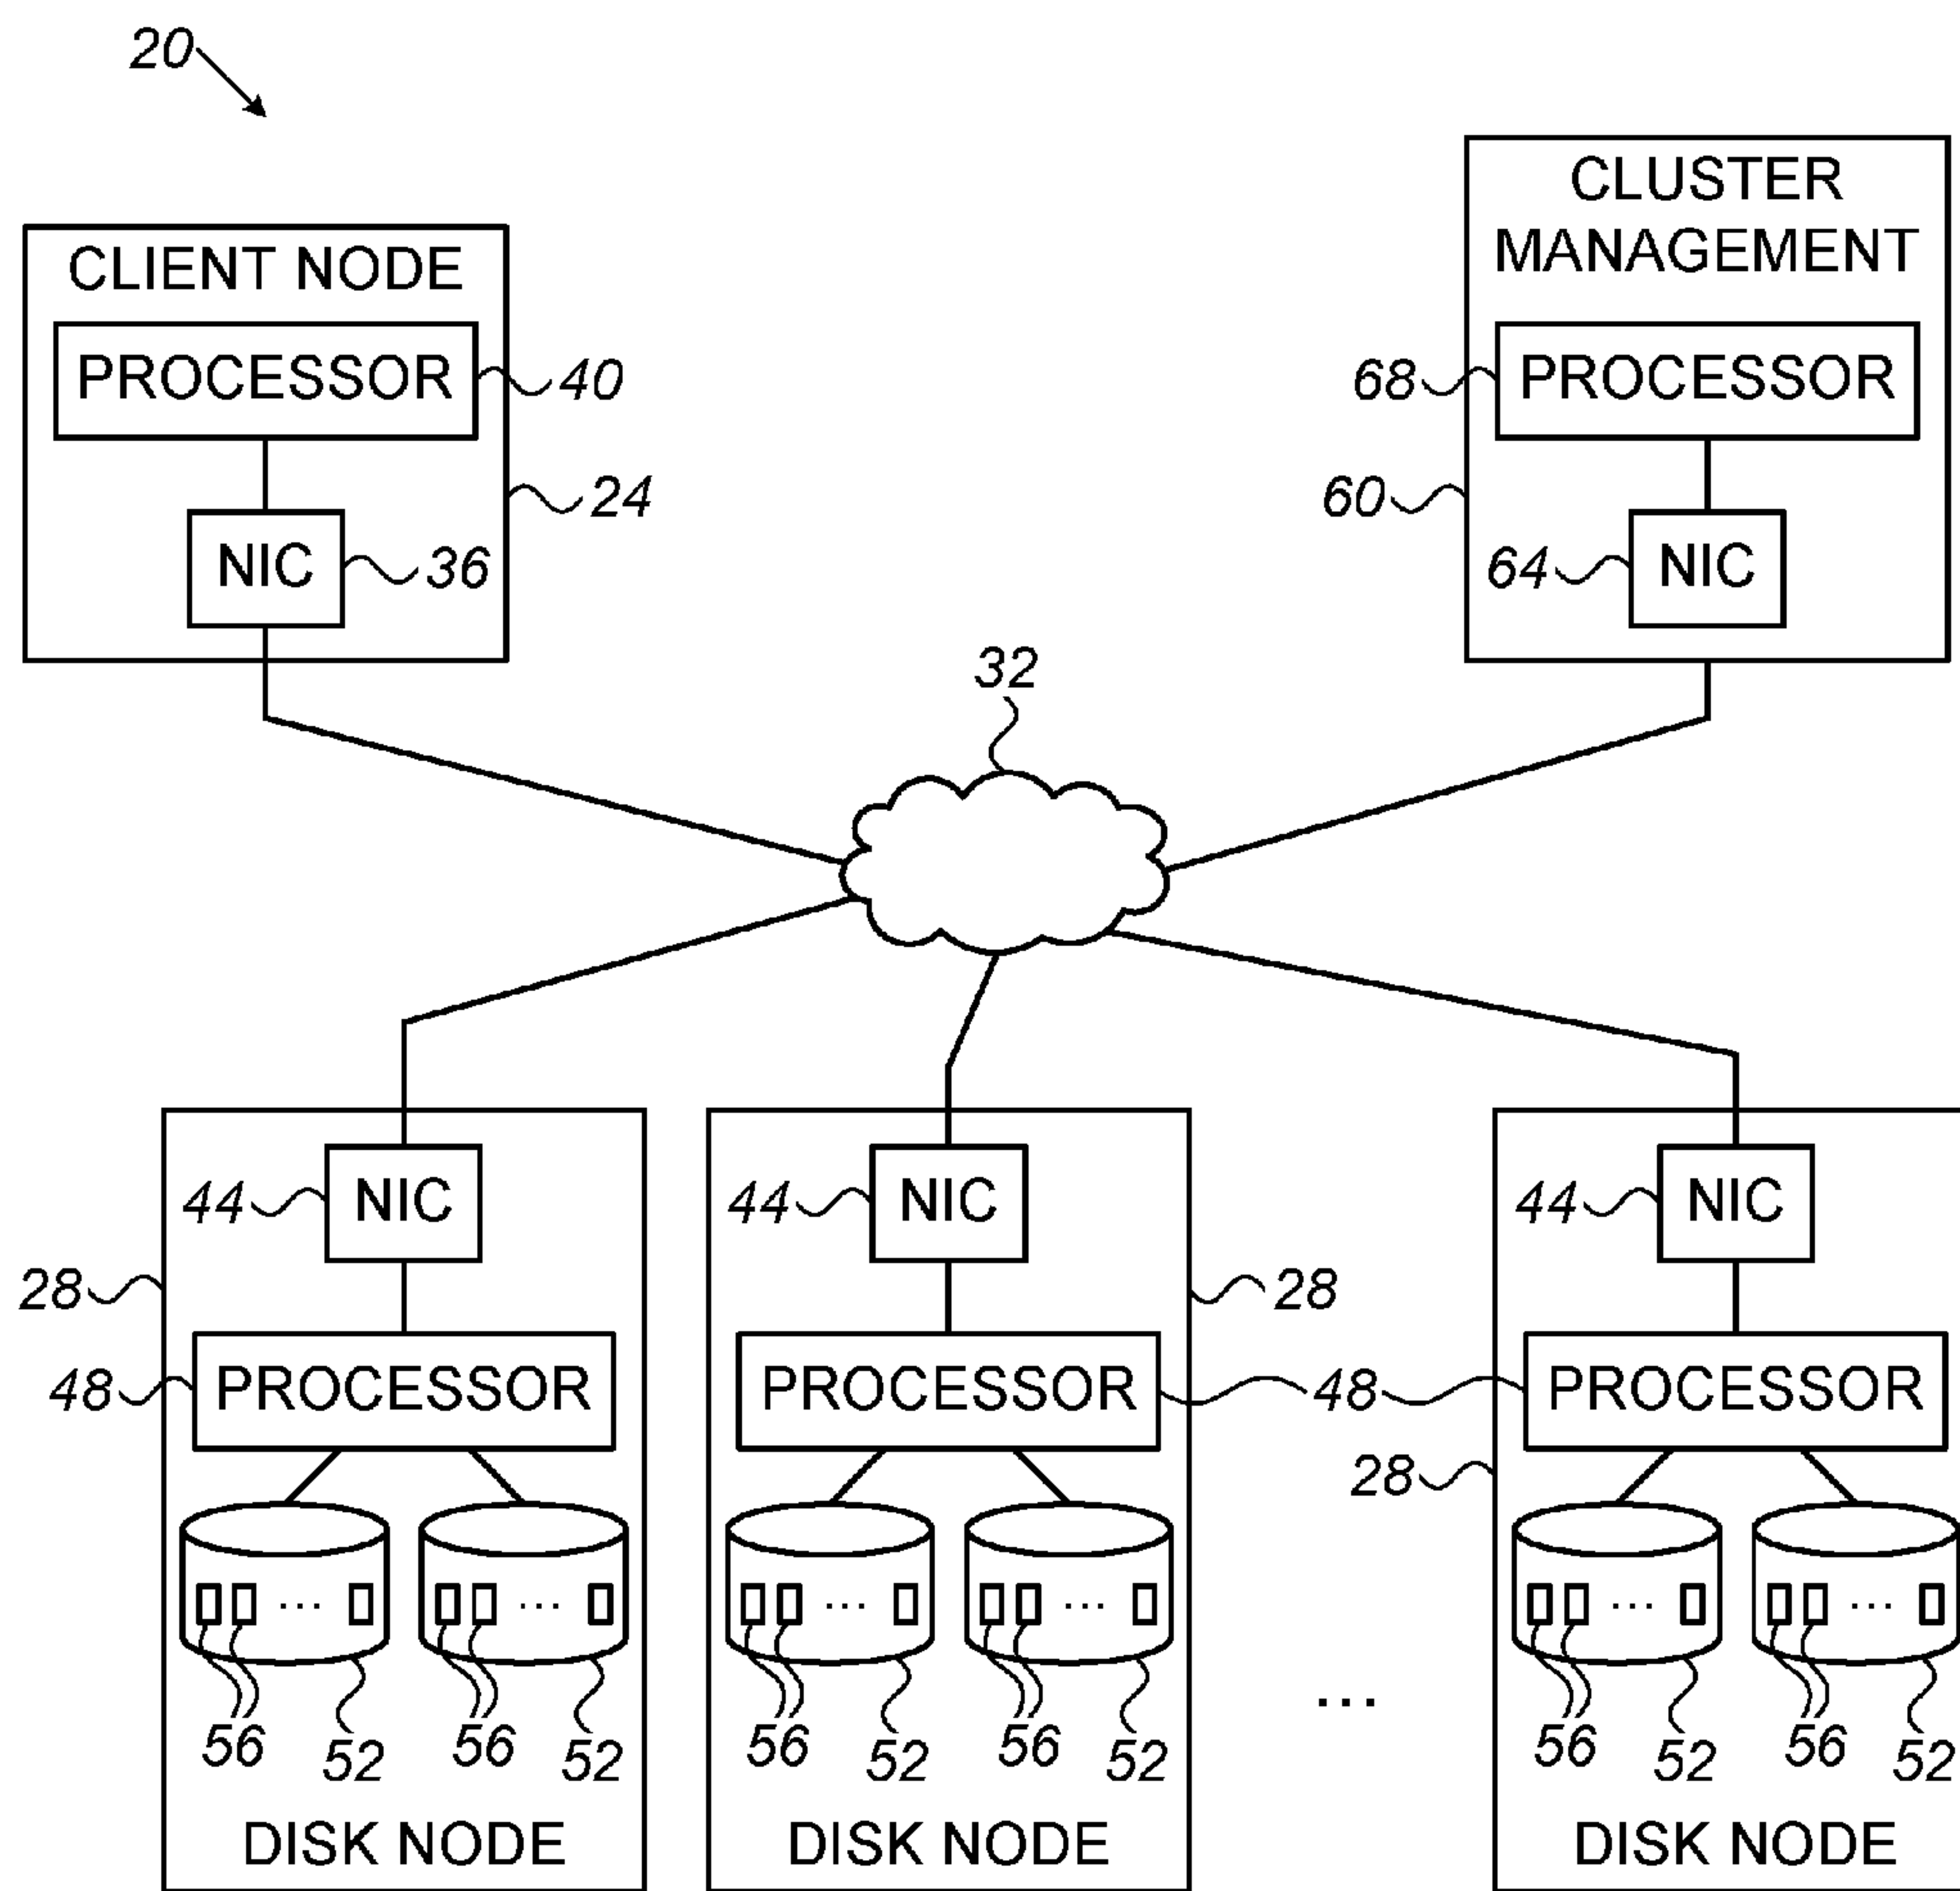 20
CLUSTER
MANAGEMENT
CLIENT NODE
PROCESSOR 40
68 PROCESSOR
24
60
NIC 36
64 NIC
32
44 NIC 44 NIC 44 NIC
28 28
48 PROCESSOR PROCESSOR 48 PROCESSOR
28
... ... ... ... ... ...
...
56 52 56 52 56 52 56 52 56 52 56 52
DISK NODE DISK NODE DISK NODE